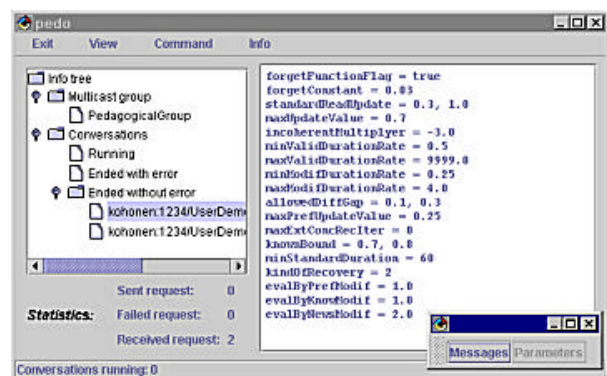 pedo
Exit View Command Info
Info tree
Multicast group
PedagogicalGroup
Conversations
Running
Ended with error
Ended without error
kohonen:1234/UserDem
kohonen:1234/UserDem
Sent request: 0
Statistics: Failed request: 0
Received request: 2
forgetFunctionFlag = true
forgetConstant = 0.03
standardReadUpdate = 0.3, 1.0
maxUpdateValue = 0.7
incoherentMultiplyer = -3.0
minValidDurationRate = 0.5
maxValidDurationRate = 9999.0
minModifDurationRate = 0.25
maxModifDurationRate = 4.0
allowedDiffGap = 0.1, 0.3
maxPrefUpdateValue = 0.25
maxExtConcRecIter = 0
knownBound = 0.7, 0.8
minStandardDuration = 60
kindOfRecovery = 2
evalByPrefModif = 1.0
evalByKnowModif = 1.0
evalByNewsModif = 2.0
Messages Parameters
Conversations running: 0